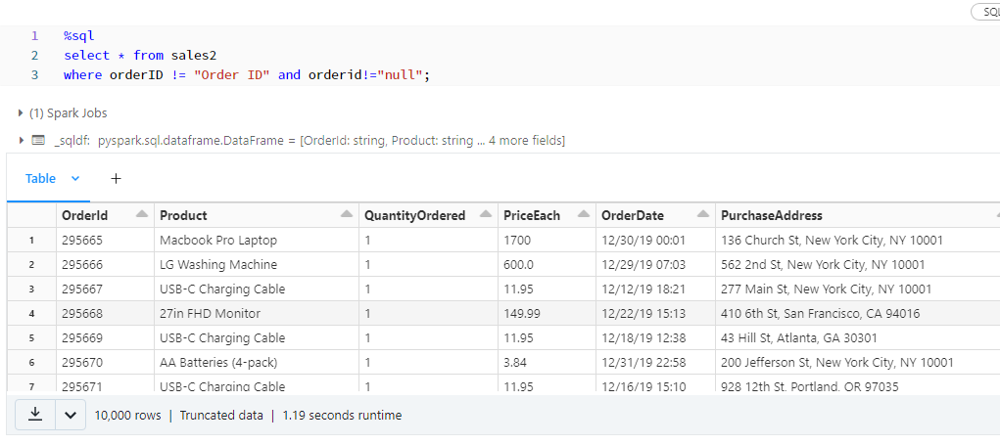 SQL
1 %sql
2 select * from sales2
3 where orderID != "Order ID" and orderid!="null";
(1) Spark Jobs
_sqldf: pyspark.sql.dataframe.DataFrame = [OrderId: string, Product: string ... 4 more fields]
Table +
OrderId Product QuantityOrdered PriceEach OrderDate PurchaseAddress
1 295665 Macbook Pro Laptop 1 1700 12/30/19 00:01 136 Church St, New York City, NY 10001
2 295666 LG Washing Machine 1 600.0 12/29/19 07:03 562 2nd St, New York City, NY 10001
3 295667 USB-C Charging Cable 1 11.95 12/12/19 18:21 277 Main St, New York City, NY 10001
4 295668 27in FHD Monitor 1 149.99 12/22/19 15:13 410 6th St, San Francisco, CA 94016
5 295669 USB-C Charging Cable 1 11.95 12/18/19 12:38 43 Hill St, Atlanta, GA 30301
6 295670 AA Batteries (4-pack) 1 3.84 12/31/19 22:58 200 Jefferson St, New York City, NY 10001
7 295671 USB-C Charging Cable 1 11.95 12/16/19 15:10 928 12th St, Portland, OR 97035
10,000 rows | Truncated data | 1.19 seconds runtime